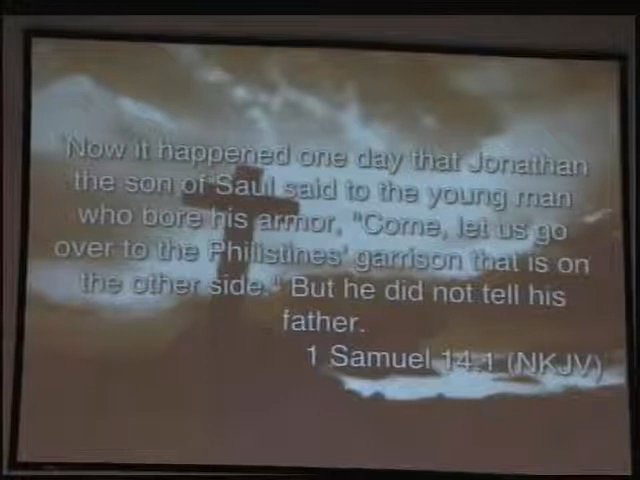 Now it happened one day that Jonathan
the son of Saul said to the young man
who bore his armor, "Come, let us go
over to the Philistines' garrison that is on
the other side." But he did not tell his
father.
1 Samuel 14:1 (NKJV)